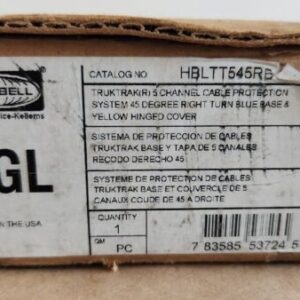 BELL
CATALOG NO HBLTT545RB
TRUKTRAK(R) 5 CHANNEL CABLE PROTECTION
SYSTEM 45 DEGREE RIGHT TURN BLUE BASE &
YELLOW HINGED COVER
ice-Kellems
GL
SISTEMA DE PROTECCION DE CABLES
TRUKTRAK BASE Y TAPA DE 5 CANALES
RECODO DERECHO 45
SYSTEME DE PROTECTION DE CABLES
TRUKTRAK BASE ET COUVERCLE DE 5
CANAUX COUDE DE 45 A DROITE
IN THE USA
QUANTITY
1
PC
7 83585 53724 5